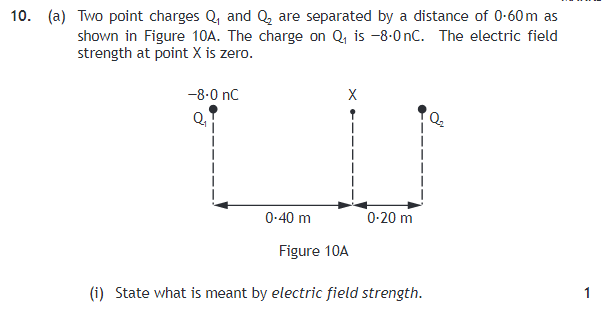 10. (a) Two point charges Q₁ and Q₂ are separated by a distance of 0·60 m as
shown in Figure 10A. The charge on Q₁ is −8·0 nC. The electric field
strength at point X is zero.
−8·0 nC
X
Q₁
Q₂
0·40 m
0·20 m
Figure 10A
(i) State what is meant by electric field strength. 1